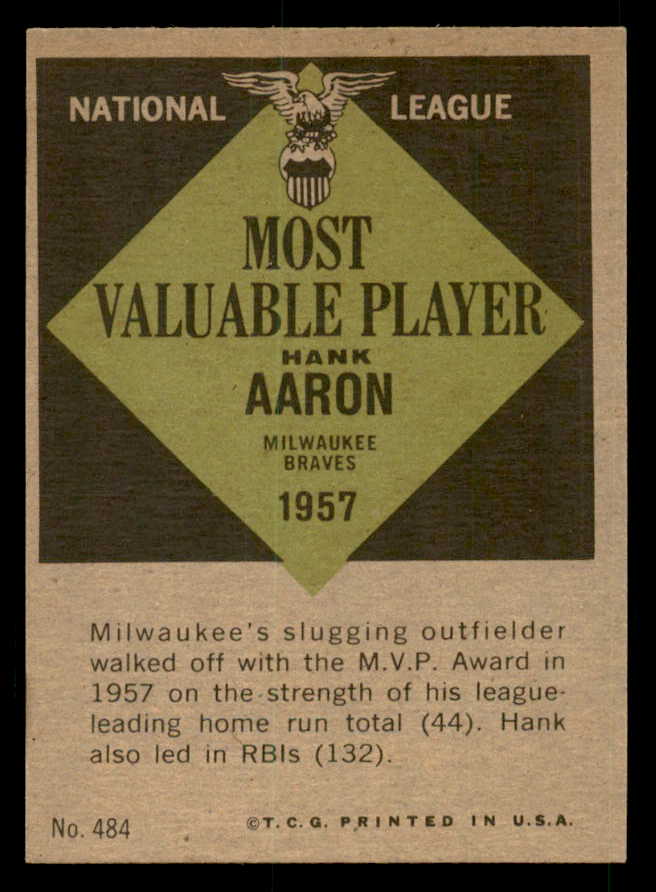 NATIONAL LEAGUE
MOST
VALUABLE PLAYER
HANK
AARON
MILWAUKEE
BRAVES
1957
Milwaukee's slugging outfielder
walked off with the M.V.P. Award in
1957 on the strength of his league-
leading home run total (44). Hank
also led in RBIs (132).
No. 484 ©T.C.G. PRINTED IN U.S.A.